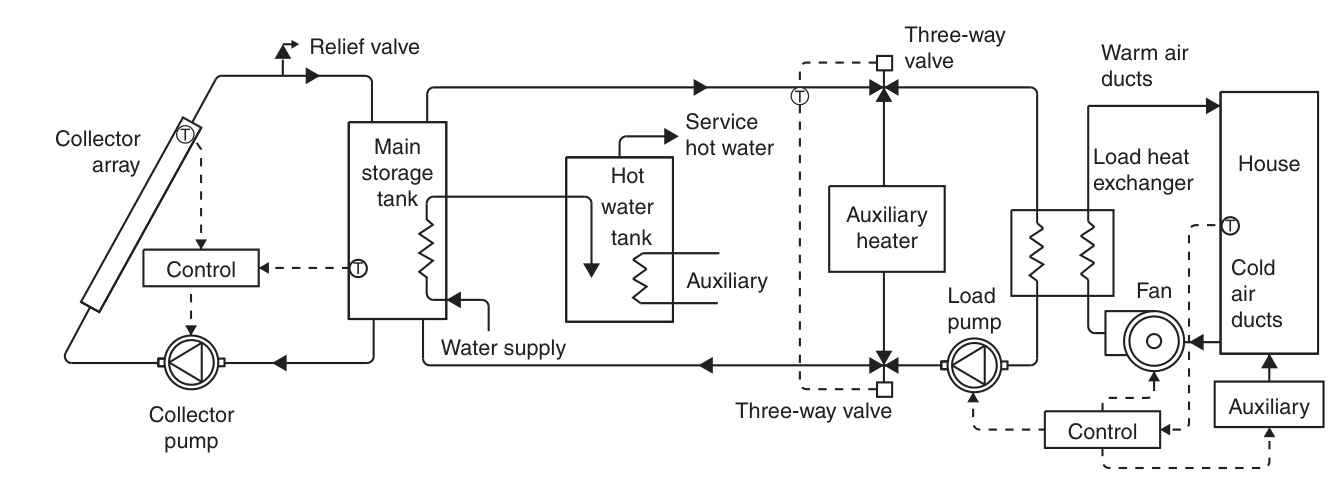 Relief valve
Three-way
valve
Warm air
ducts
Collector
array
T
T
Main
storage
tank
Service
hot water
Hot
water
tank
Load heat
exchanger
House
Auxiliary
heater
T
Control
T
Auxiliary
Cold
air
ducts
Load
pump
Fan
Water supply
Collector
pump
Three-way valve
Control
Auxiliary